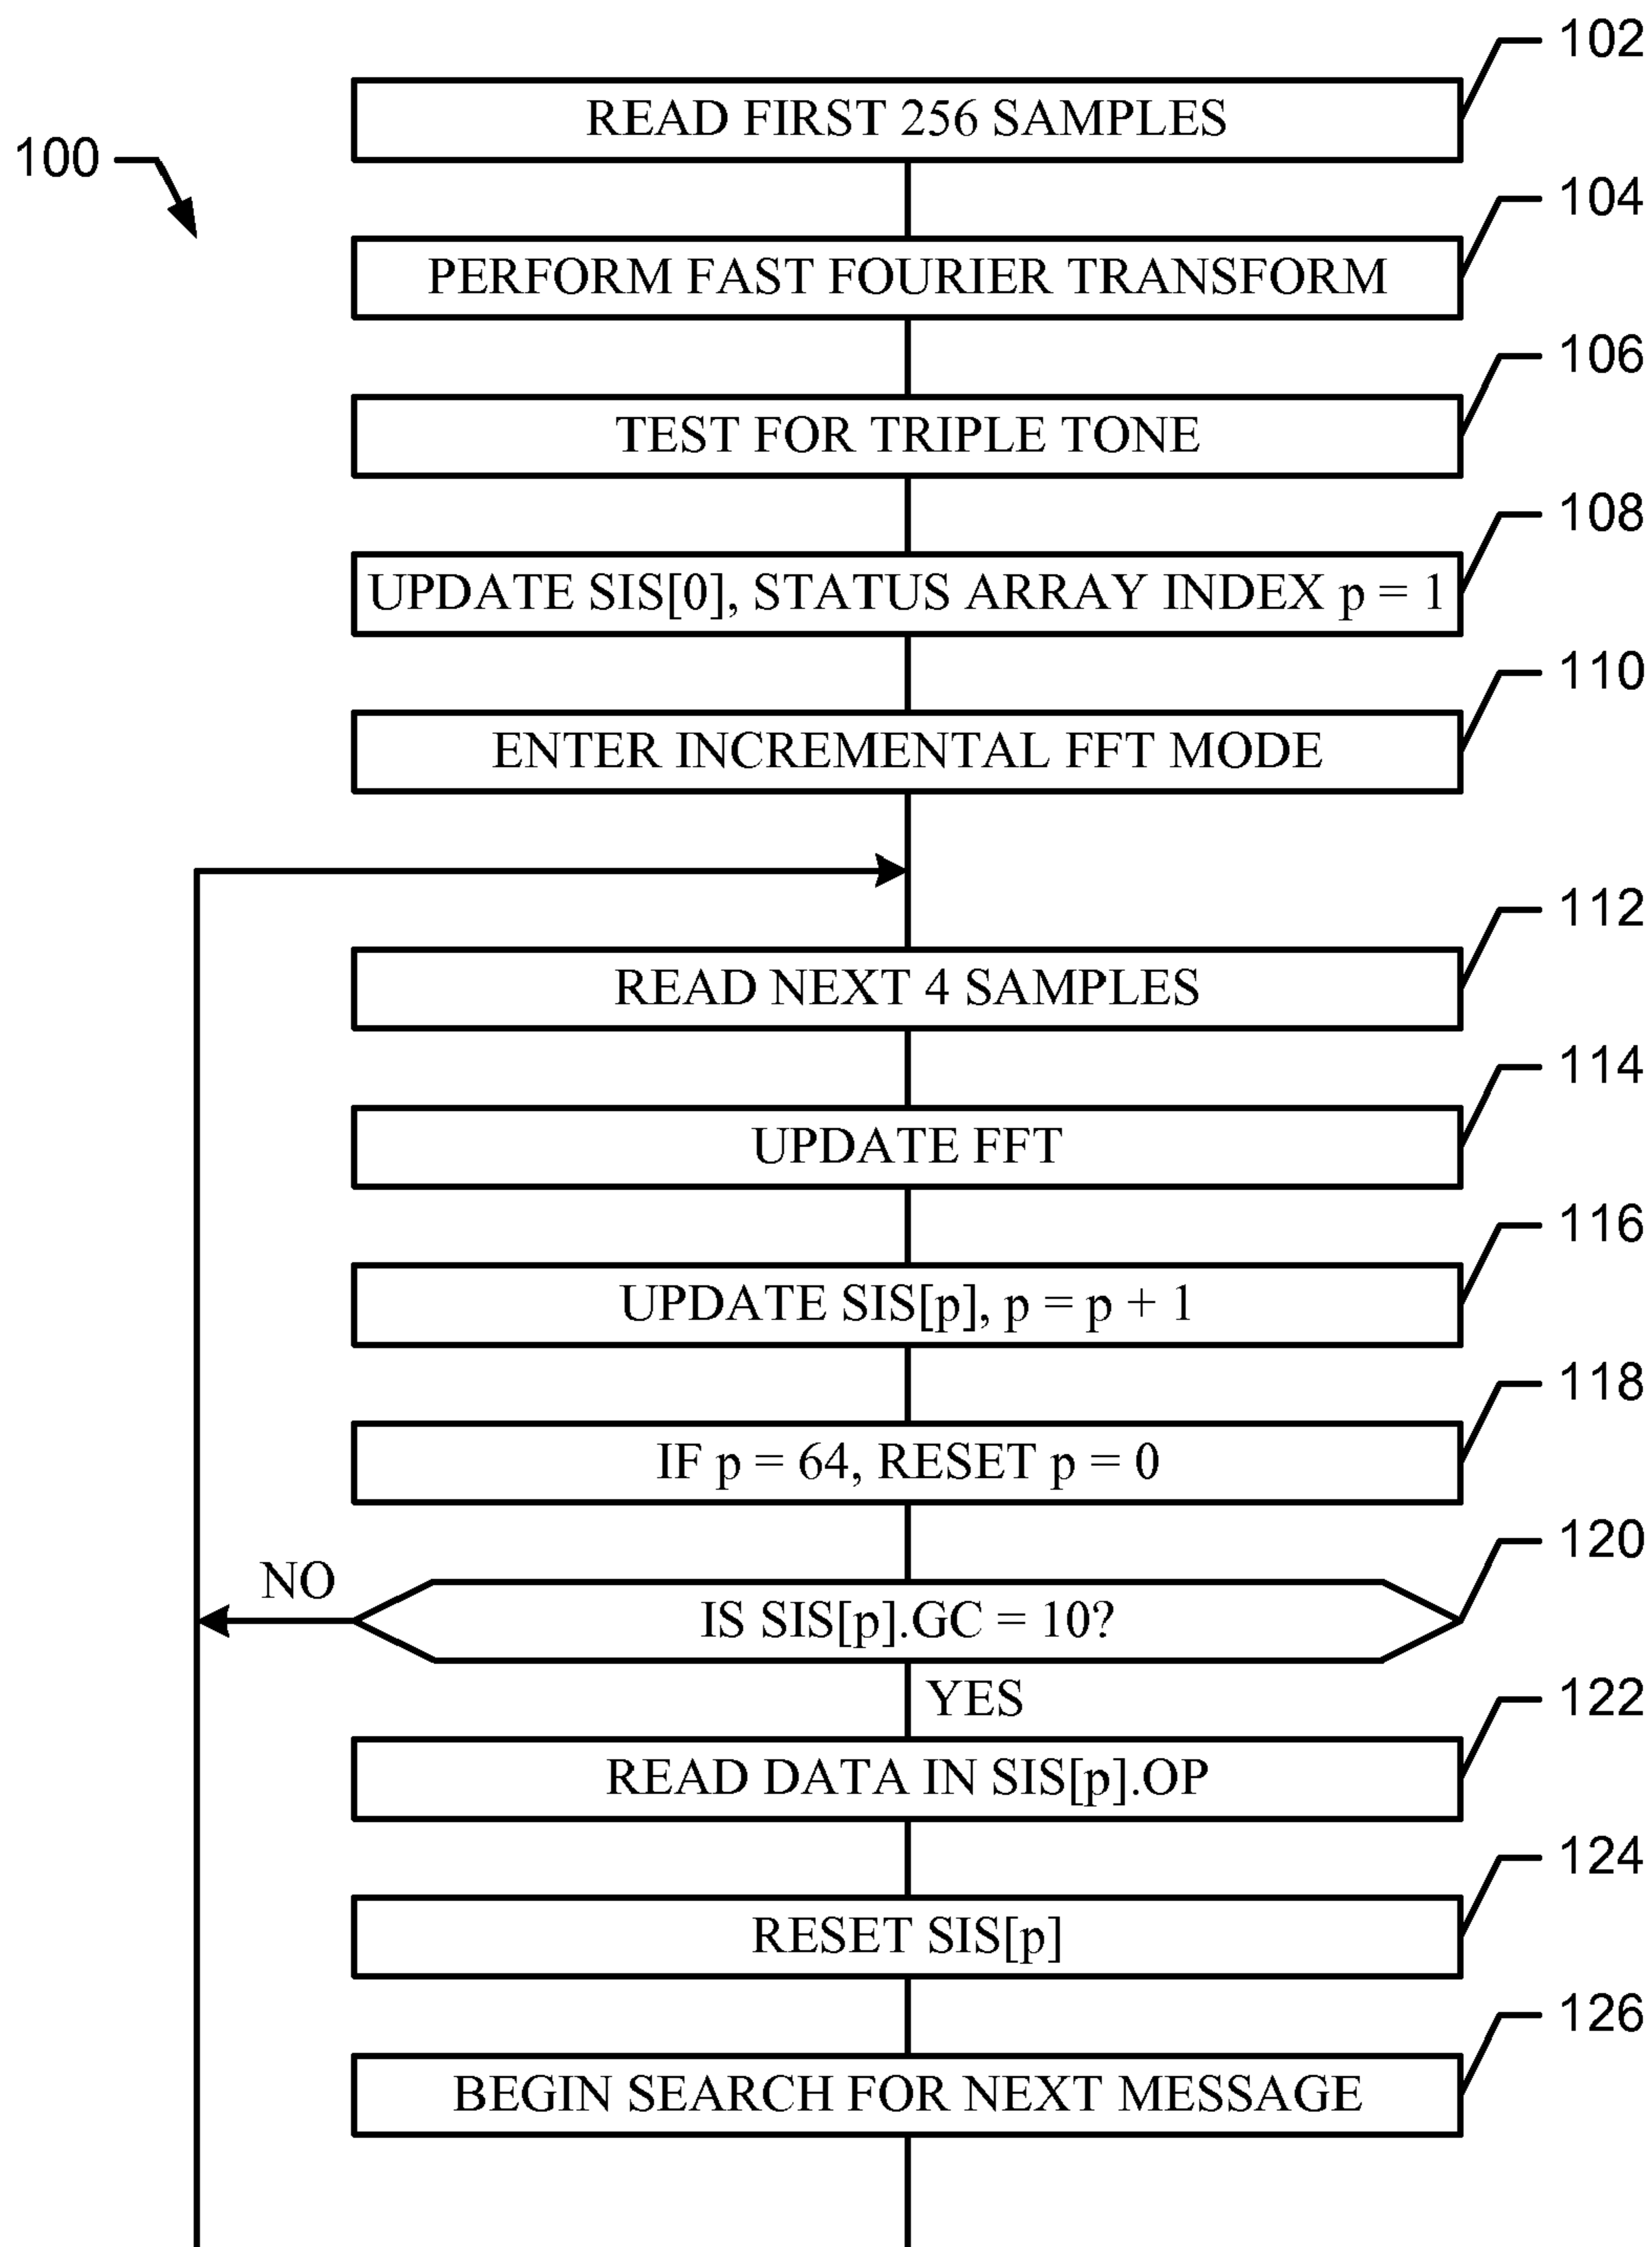 102
READ FIRST 256 SAMPLES
100
104
PERFORM FAST FOURIER TRANSFORM
106
TEST FOR TRIPLE TONE
108
UPDATE SIS[0], STATUS ARRAY INDEX p = 1
110
ENTER INCREMENTAL FFT MODE
112
READ NEXT 4 SAMPLES
114
UPDATE FFT
116
UPDATE SIS[p], p = p + 1
118
IF p = 64, RESET p = 0
120
NO
IS SIS[p].GC = 10?
YES
122
READ DATA IN SIS[p].OP
124
RESET SIS[p]
126
BEGIN SEARCH FOR NEXT MESSAGE